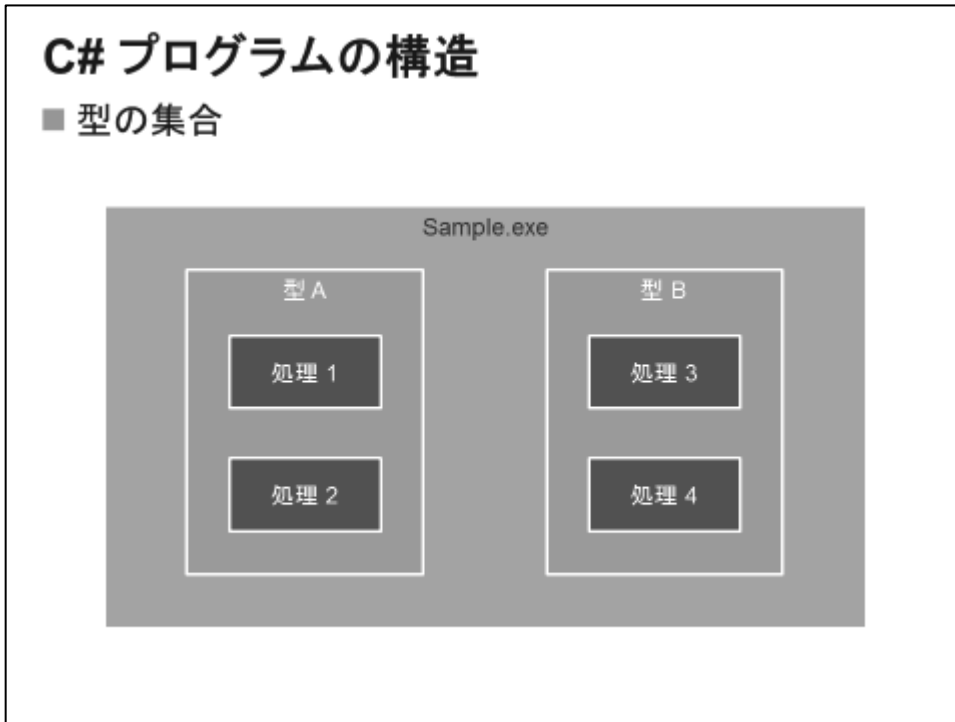 C# プログラムの構造
■ 型の集合
Sample.exe
型 A
処理 1
処理 2
型 B
処理 3
処理 4